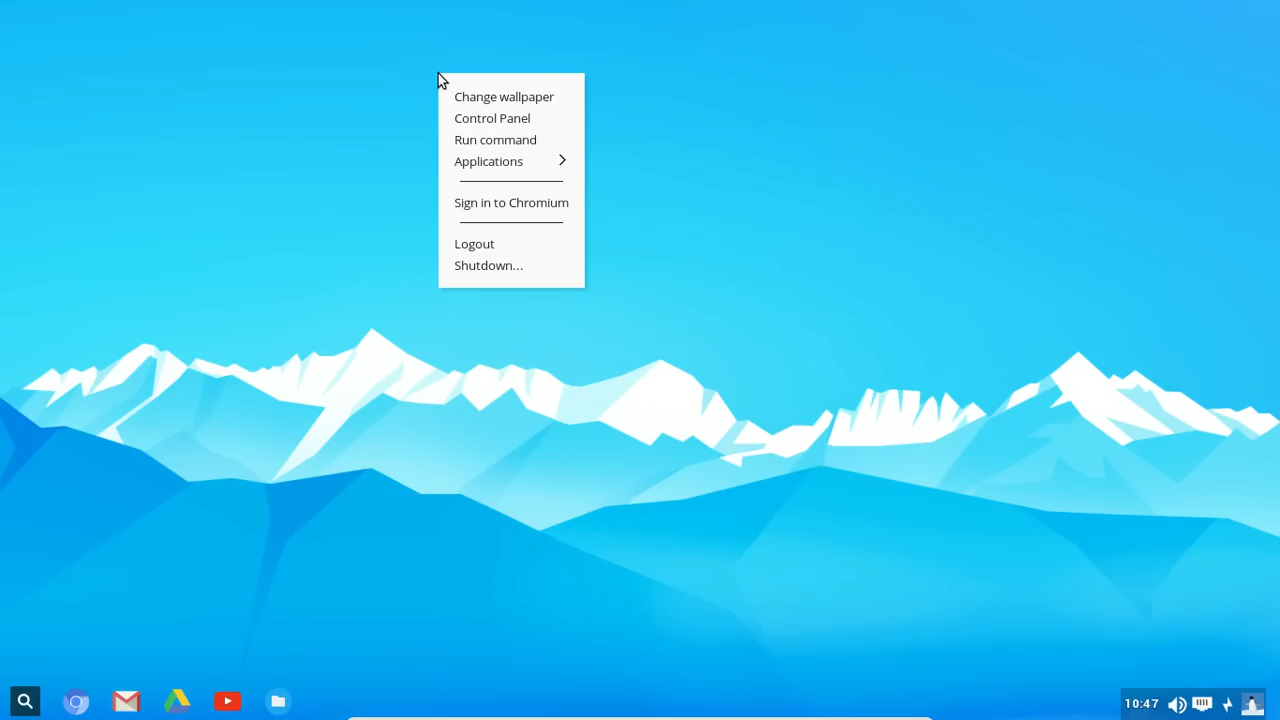 Change wallpaper
Control Panel
Run command
Applications
Sign in to Chromium
Logout
Shutdown...
10:47